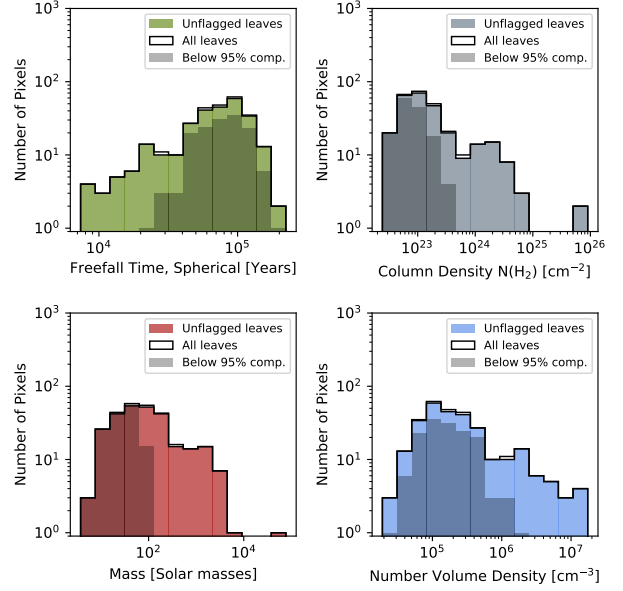 Number of Pixels
10³
10²
10¹
10⁰
Unflagged leaves
All leaves
Below 95% comp.
10⁴
10⁵
Freefall Time, Spherical [Years]
Number of Pixels
10³
10²
10¹
10⁰
Unflagged leaves
All leaves
Below 95% comp.
10²³
10²⁴
10²⁵
10²⁶
Column Density N(H₂) [cm⁻²]
Number of Pixels
10³
10²
10¹
10⁰
Unflagged leaves
All leaves
Below 95% comp.
10²
10⁴
Mass [Solar masses]
Number of Pixels
10³
10²
10¹
10⁰
Unflagged leaves
All leaves
Below 95% comp.
10⁵
10⁶
10⁷
Number Volume Density [cm⁻³]